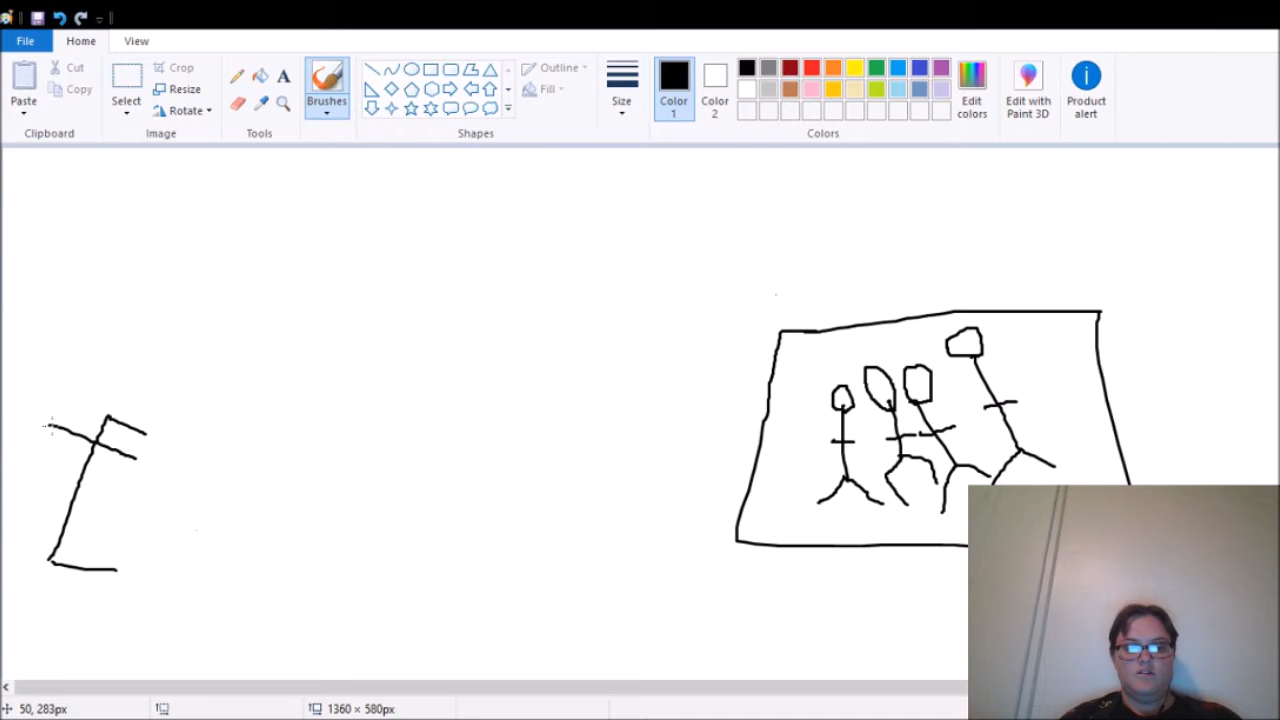 File Home View
Cut Crop Outline
Copy Resize Fill Edit with Product
Paste Select Rotate Brushes Size Color Color Edit
1 2 colors Paint 3D alert
Clipboard Image Tools Shapes Colors
50, 283px 1360 × 580px